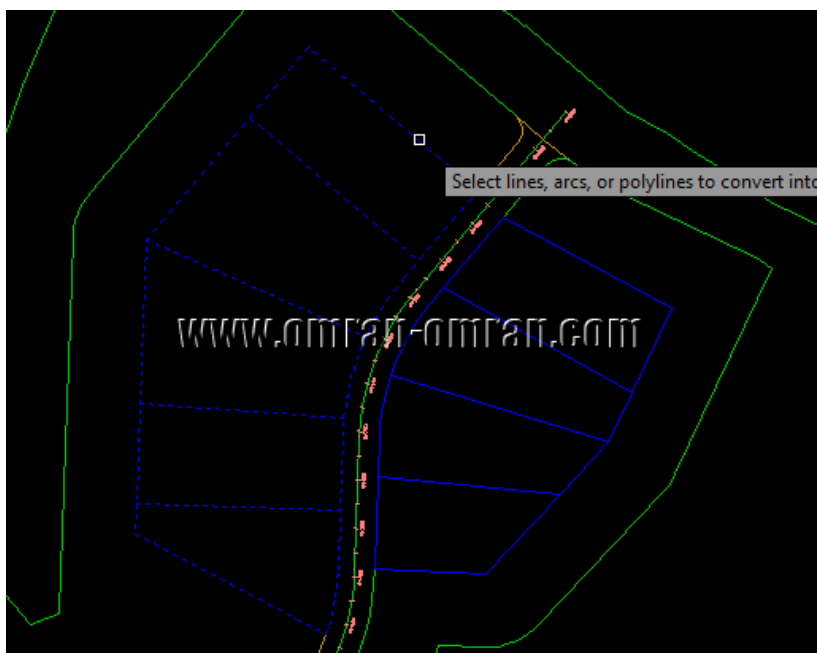 Select lines, arcs, or polylines to convert into
www.omran-omran.com